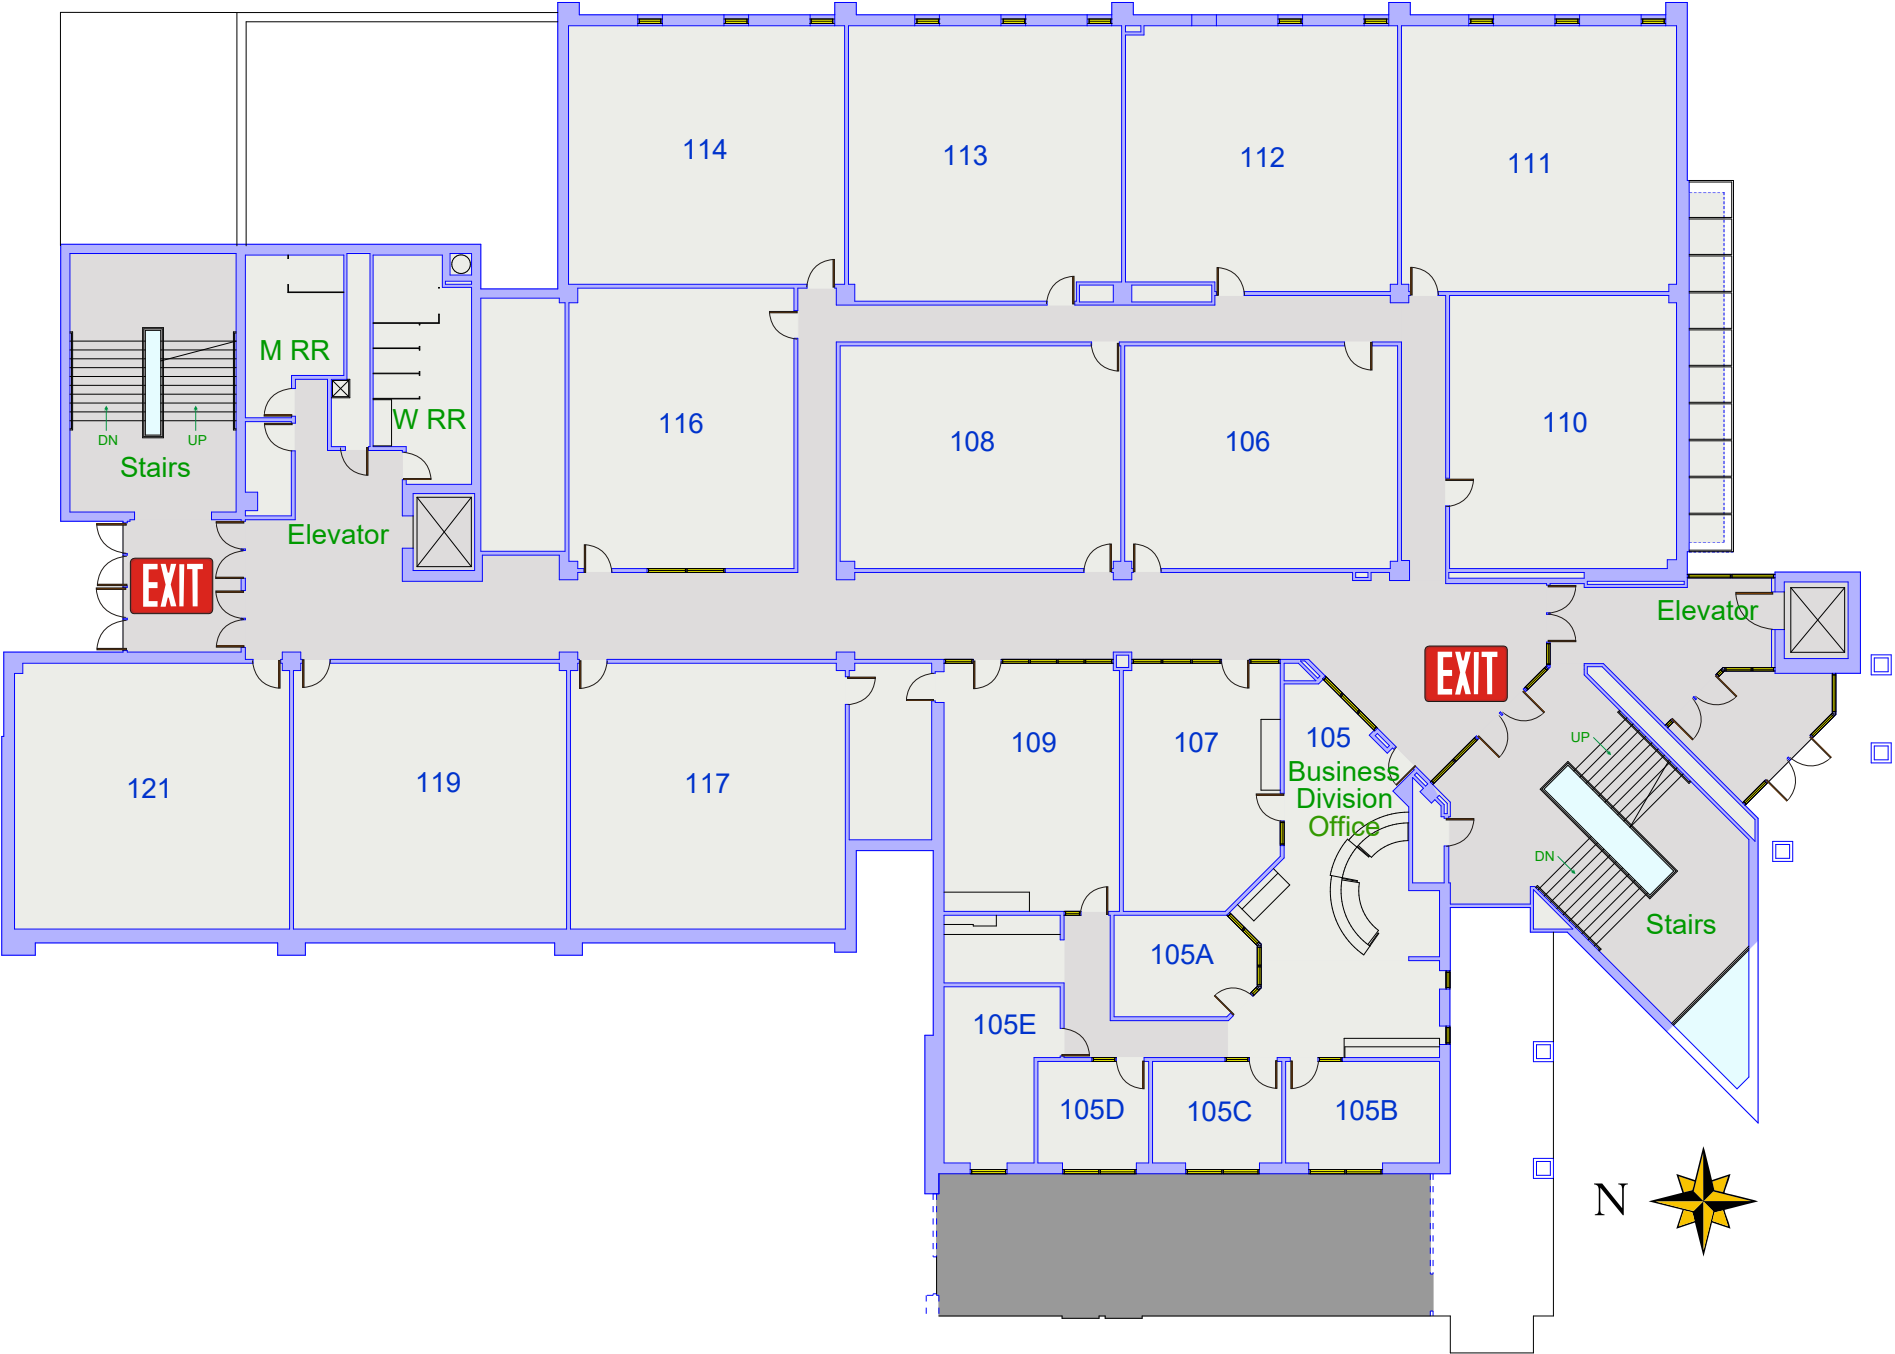 114
113
112
111
M RR
W RR
116
108
106
110
DN
UP
Stairs
Elevator
EXIT
Elevator
EXIT
121
119
117
109
107
105
Business
Division
Office
UP
DN
Stairs
105A
105E
105D
105C
105B
N